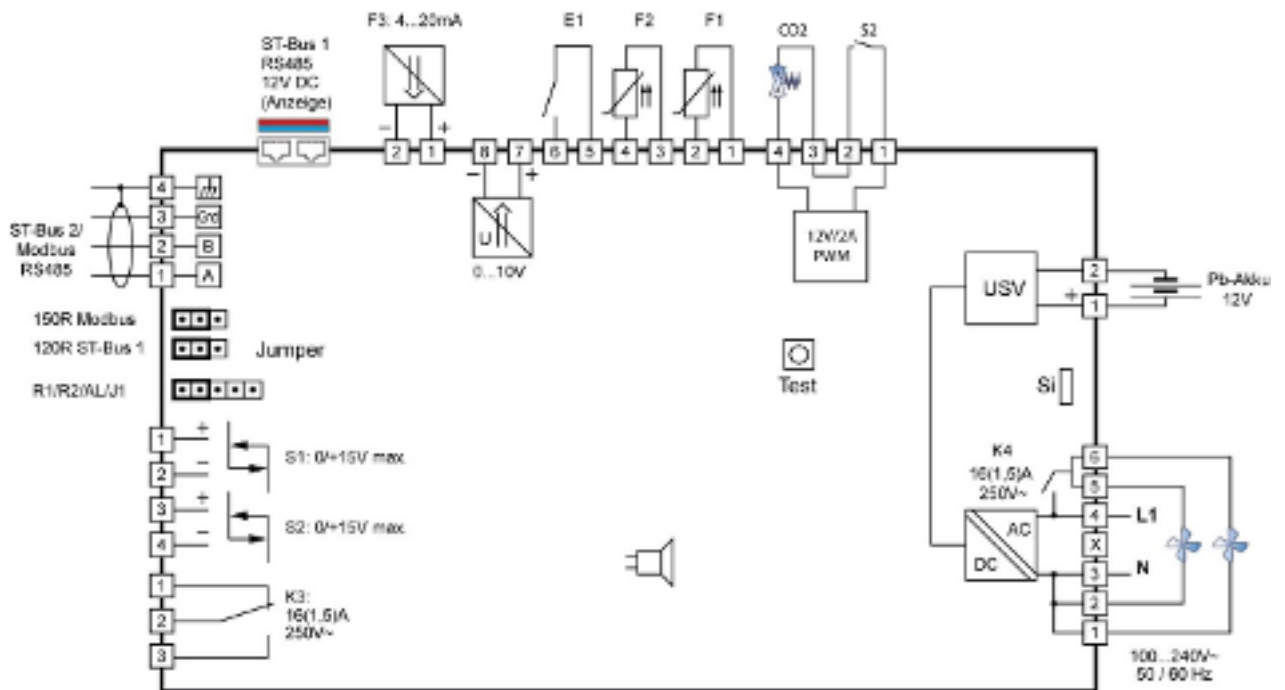 F3: 4...20mA
E1
F2
F1
CO2
S2
ST-Bus 1
RS485
12V DC
(Anzeige)
− +
2 1
8 7 6 5 4 3 2 1
4 3 2 1
− +
U
0...10V
12V/2A
PWM
4
3 Grd
2 B
1 A
ST-Bus 2/
Modbus
RS485
150R Modbus
120R ST-Bus 1
Jumper
R1/R2/AL/J1
1 +
2 −
S1: 0/+15V max.
3 +
4 −
S2: 0/+15V max.
1
2
3
K3:
16(1,5)A
250V~
Test
USV
2
+ 1
Pb-Akku
12V
Si
K4
16(1,5)A
250V~
6
5
4 L1
X
3 N
2
1
AC
DC
100...240V~
50 / 60 Hz